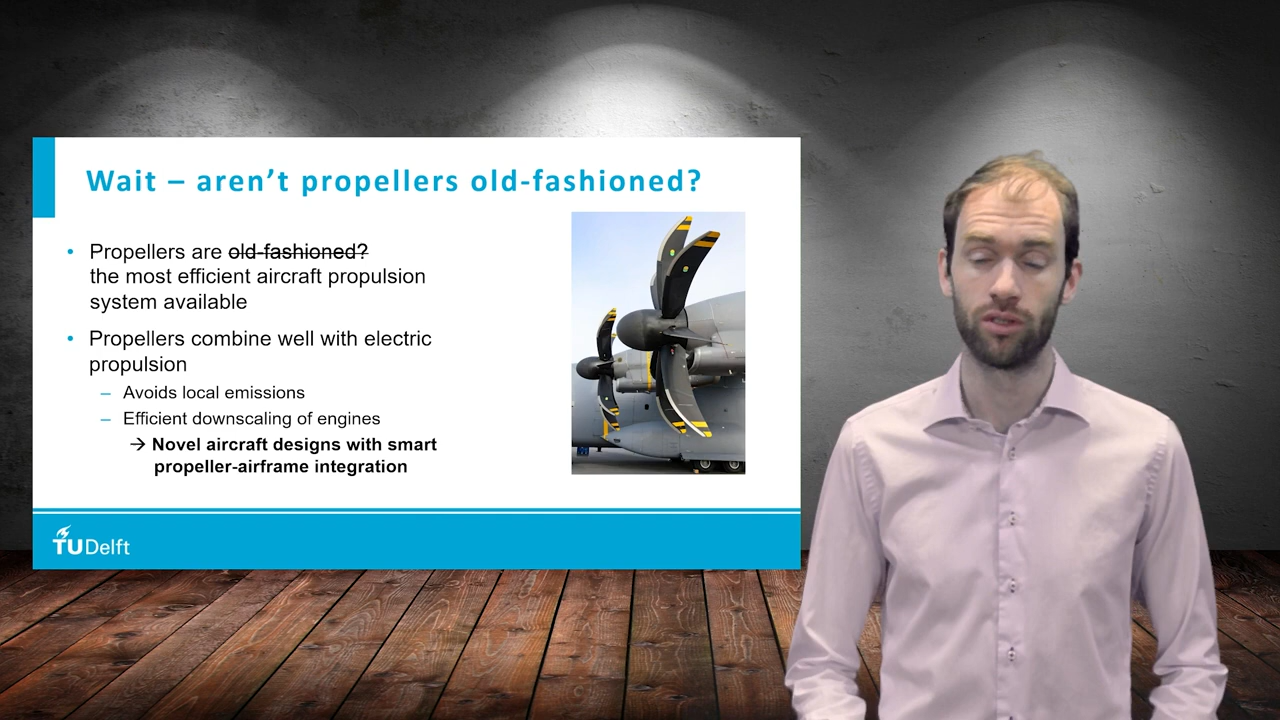 Wait – aren't propellers old-fashioned?
• Propellers are old-fashioned?
the most efficient aircraft propulsion
system available
• Propellers combine well with electric
propulsion
– Avoids local emissions
– Efficient downscaling of engines
→ Novel aircraft designs with smart
propeller-airframe integration
TUDelft